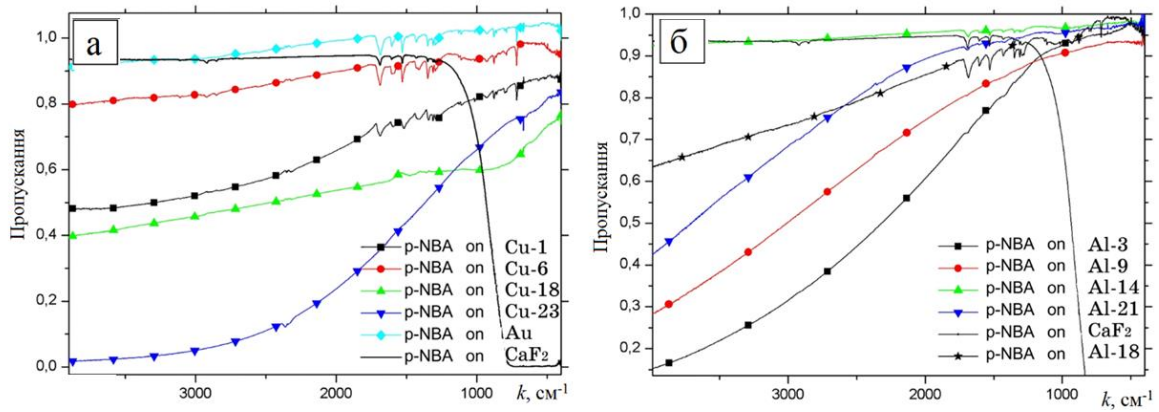 а
Пропускання
1,0
0,8
0,6
0,4
0,2
0,0
3000
2000
1000
k, см-1
p-NBA on Cu-1
p-NBA on Cu-6
p-NBA on Cu-18
p-NBA on Cu-23
p-NBA on Au
p-NBA on CaF2
б
Пропускання
1,0
0,9
0,8
0,7
0,6
0,5
0,4
0,3
0,2
3000
2000
1000
k, см-1
p-NBA on Al-3
p-NBA on Al-9
p-NBA on Al-14
p-NBA on Al-21
p-NBA on CaF2
p-NBA on Al-18